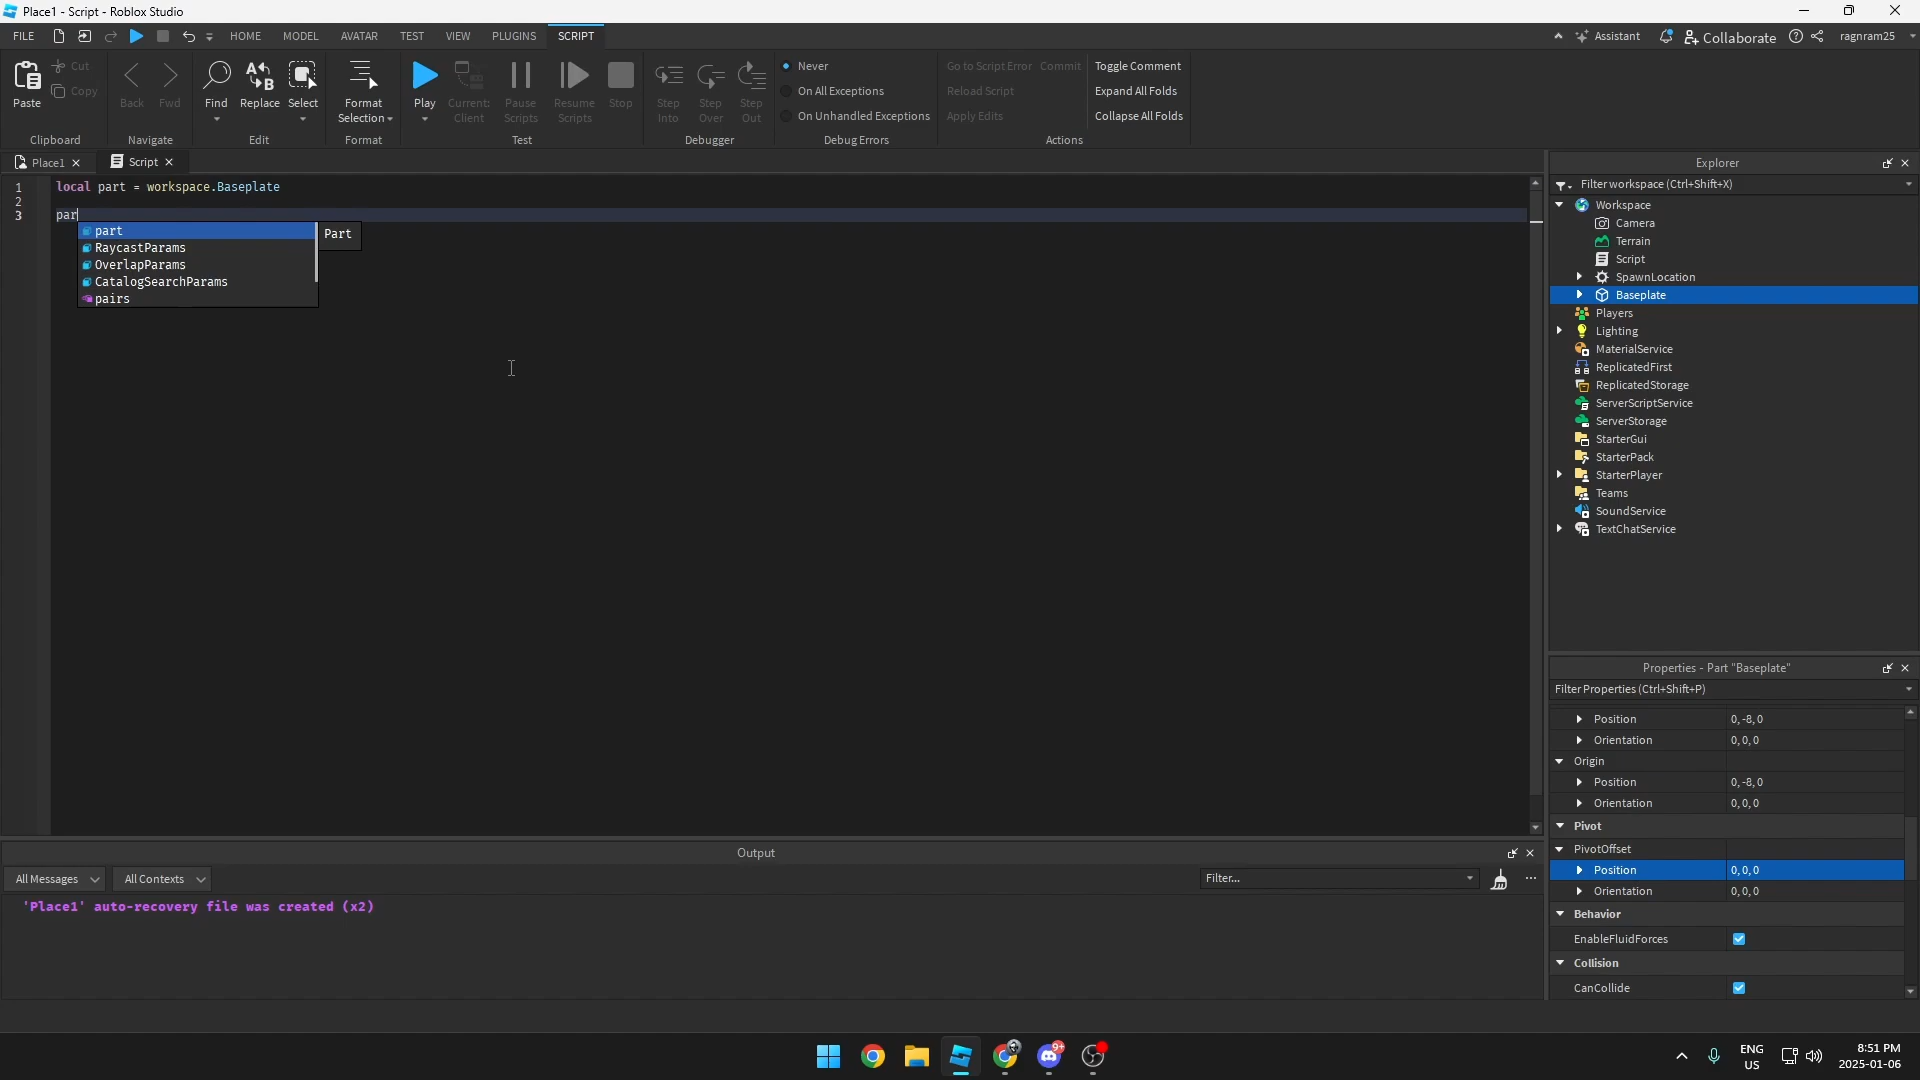 Place1 - Script - Roblox Studio
FILE HOME MODEL AVATAR TEST VIEW PLUGINS SCRIPT Assistant Collaborate ragnram25
Paste Cut Copy
Clipboard
Back Fwd
Navigate
Find Replace Select
Edit
Format Selection
Format
Play Current: Client Pause Scripts Resume Scripts Stop
Test
Step Into Step Over Step Out
Debugger
Never
On All Exceptions
On Unhandled Exceptions
Debug Errors
Go to Script Error Commit
Reload Script
Apply Edits
Toggle Comment
Expand All Folds
Collapse All Folds
Actions
Place1 Script
1 local part = workspace.Baseplate
2
3 par
part Part
RaycastParams
OverlapParams
CatalogSearchParams
pairs
Explorer
Filter workspace (Ctrl+Shift+X)
Workspace
Camera
Terrain
Script
SpawnLocation
Baseplate
Players
Lighting
MaterialService
ReplicatedFirst
ReplicatedStorage
ServerScriptService
ServerStorage
StarterGui
StarterPack
StarterPlayer
Teams
SoundService
TextChatService
Properties - Part "Baseplate"
Filter Properties (Ctrl+Shift+P)
Position 0, -8, 0
Orientation 0, 0, 0
Origin
Position 0, -8, 0
Orientation 0, 0, 0
Pivot
PivotOffset
Position 0, 0, 0
Orientation 0, 0, 0
Behavior
EnableFluidForces
Collision
CanCollide
Output
All Messages All Contexts Filter...
'Place1' auto-recovery file was created (x2)
9+
ENG
US
8:51 PM
2025-01-06